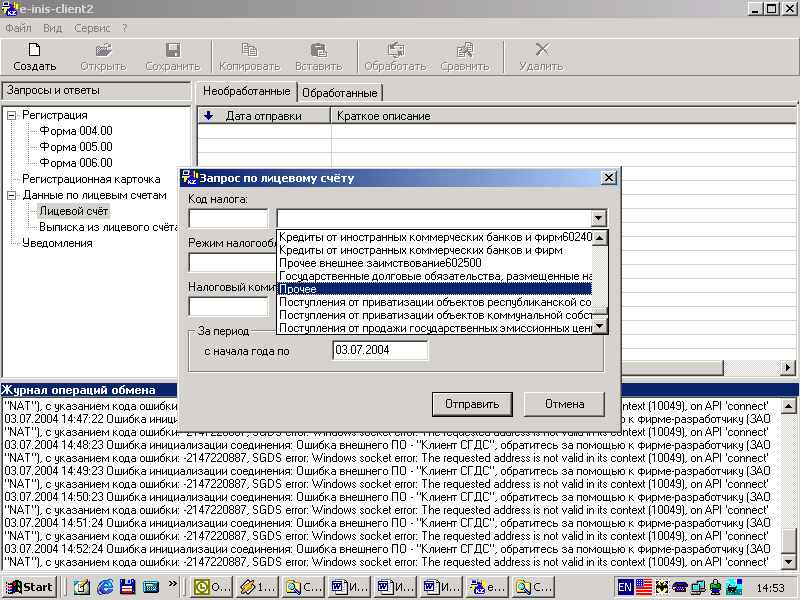 e-inis-client2
Файл Вид Сервис ?
Создать Открыть Сохранить Копировать Вставить Обработать Сравнить Удалить
Запросы и ответы
Необработанные Обработанные
Дата отправки Краткое описание
Регистрация
Форма 004.00
Форма 005.00
Форма 006.00
Регистрационная карточка
Данные по лицевым счетам
Лицевой счёт
Выписка из лицевого счёта
Уведомления
Запрос по лицевому счёту
Код налога:
Режим налогообл
Налоговый коми
Кредиты от иностранных коммерческих банков и фирм60240
Кредиты от иностранных коммерческих банков и фирм
Прочее внешнее заимствование602500
Государственные долговые обязательства, размещенные на
Прочее
Поступления от приватизации объектов республиканской со
Поступления от приватизации объектов коммунальной собст
Поступления от продажи государственных эмиссионных цен
За период
с начала года по 03.07.2004
Отправить Отмена
Журнал операций обмена
"NAT"), с указанием кода ошибки ntext (10049), on API 'connect'
03.07.2004 14:47:22 Ошибка иници к Фирме-разработчику (ЗАО
"NAT"), с указанием кода ошибки: -2147220887, SGDS error: Windows socket error: The requested address is not valid in its context (10049), on API 'connect'
03.07.2004 14:48:23 Ошибка инициализации соединения: Ошибка внешнего ПО - "Клиент СГДС", обратитесь за помощью к Фирме-разработчику (ЗАО
"NAT"), с указанием кода ошибки: -2147220887, SGDS error: Windows socket error: The requested address is not valid in its context (10049), on API 'connect'
03.07.2004 14:49:23 Ошибка инициализации соединения: Ошибка внешнего ПО - "Клиент СГДС", обратитесь за помощью к Фирме-разработчику (ЗАО
"NAT"), с указанием кода ошибки: -2147220887, SGDS error: Windows socket error: The requested address is not valid in its context (10049), on API 'connect'
03.07.2004 14:50:23 Ошибка инициализации соединения: Ошибка внешнего ПО - "Клиент СГДС", обратитесь за помощью к Фирме-разработчику (ЗАО
"NAT"), с указанием кода ошибки: -2147220887, SGDS error: Windows socket error: The requested address is not valid in its context (10049), on API 'connect'
03.07.2004 14:51:24 Ошибка инициализации соединения: Ошибка внешнего ПО - "Клиент СГДС", обратитесь за помощью к Фирме-разработчику (ЗАО
"NAT"), с указанием кода ошибки: -2147220887, SGDS error: Windows socket error: The requested address is not valid in its context (10049), on API 'connect'
03.07.2004 14:52:24 Ошибка инициализации соединения: Ошибка внешнего ПО - "Клиент СГДС", обратитесь за помощью к Фирме-разработчику (ЗАО
"NAT"), с указанием кода ошибки: -2147220887, SGDS error: Windows socket error: The requested address is not valid in its context (10049), on API 'connect'
Start » О... 1... С... И... И... И... е... С... EN 14:53